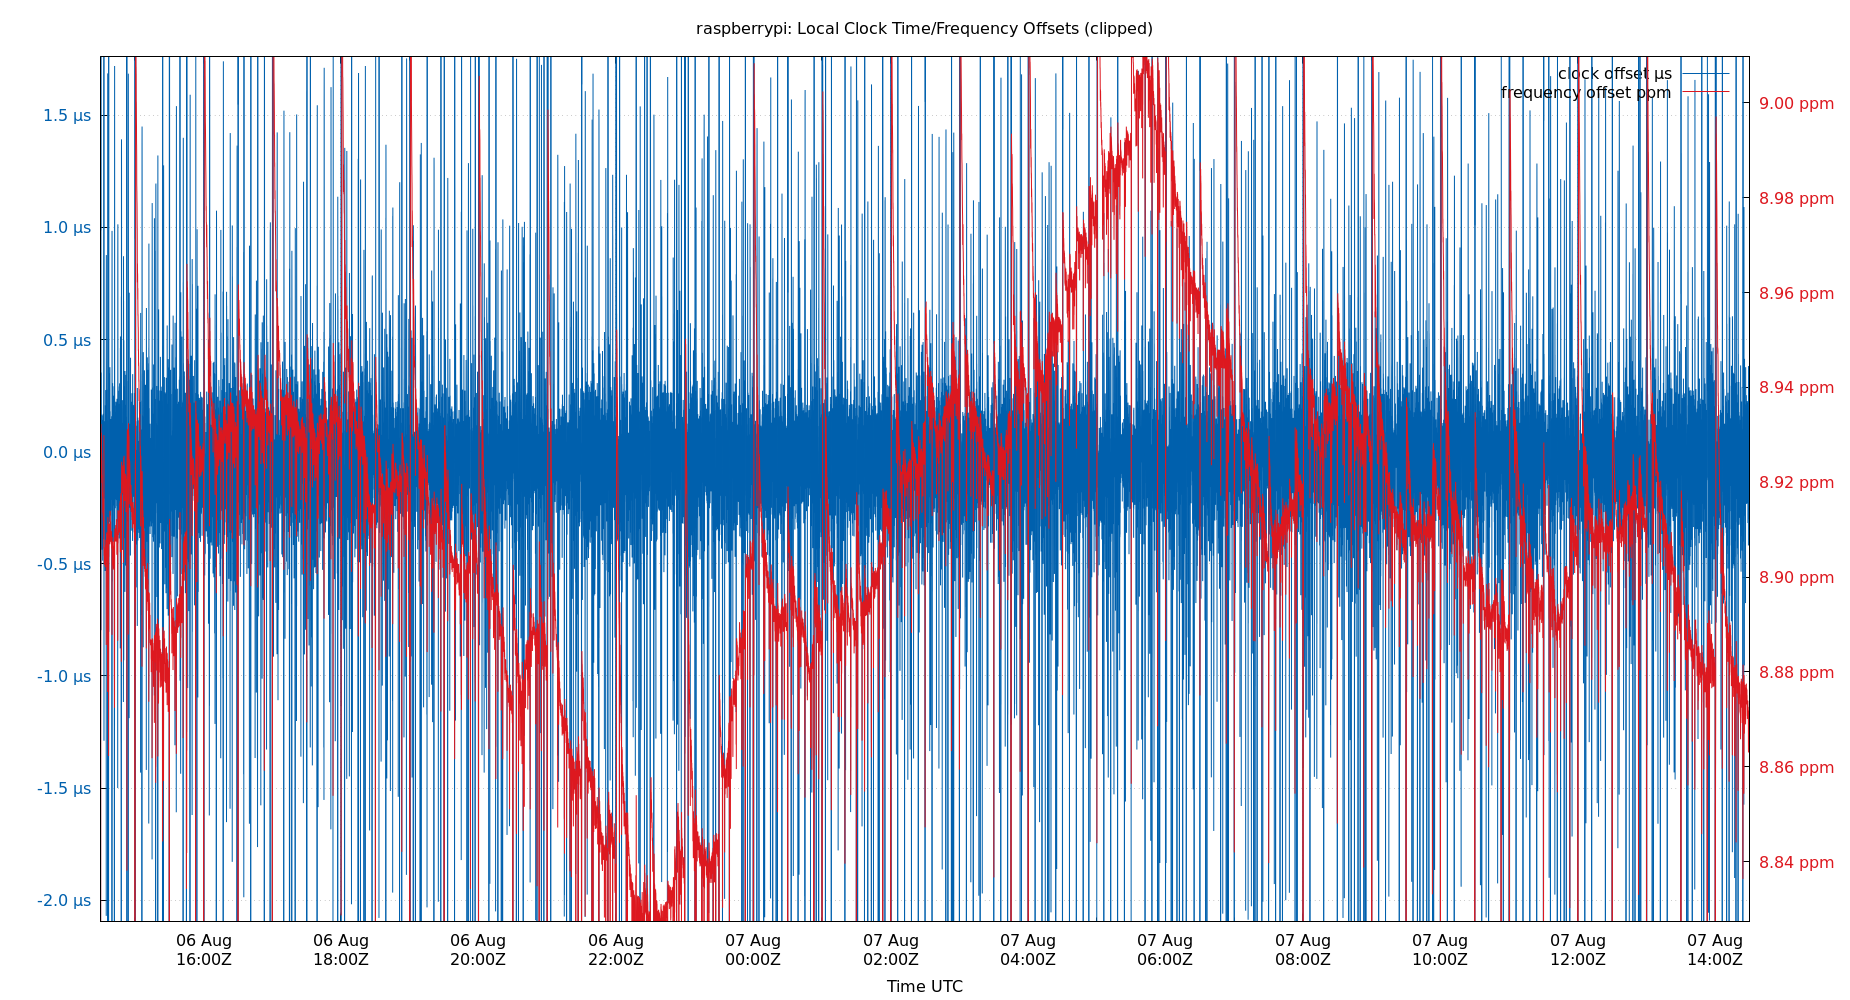 raspberrypi: Local Clock Time/Frequency Offsets (clipped)
clock offset µs
frequency offset ppm
1.5 µs
1.0 µs
0.5 µs
0.0 µs
-0.5 µs
-1.0 µs
-1.5 µs
-2.0 µs
9.00 ppm
8.98 ppm
8.96 ppm
8.94 ppm
8.92 ppm
8.90 ppm
8.88 ppm
8.86 ppm
8.84 ppm
06 Aug 06 Aug 06 Aug 06 Aug 07 Aug 07 Aug 07 Aug 07 Aug 07 Aug 07 Aug 07 Aug 07 Aug
16:00Z 18:00Z 20:00Z 22:00Z 00:00Z 02:00Z 04:00Z 06:00Z 08:00Z 10:00Z 12:00Z 14:00Z
Time UTC